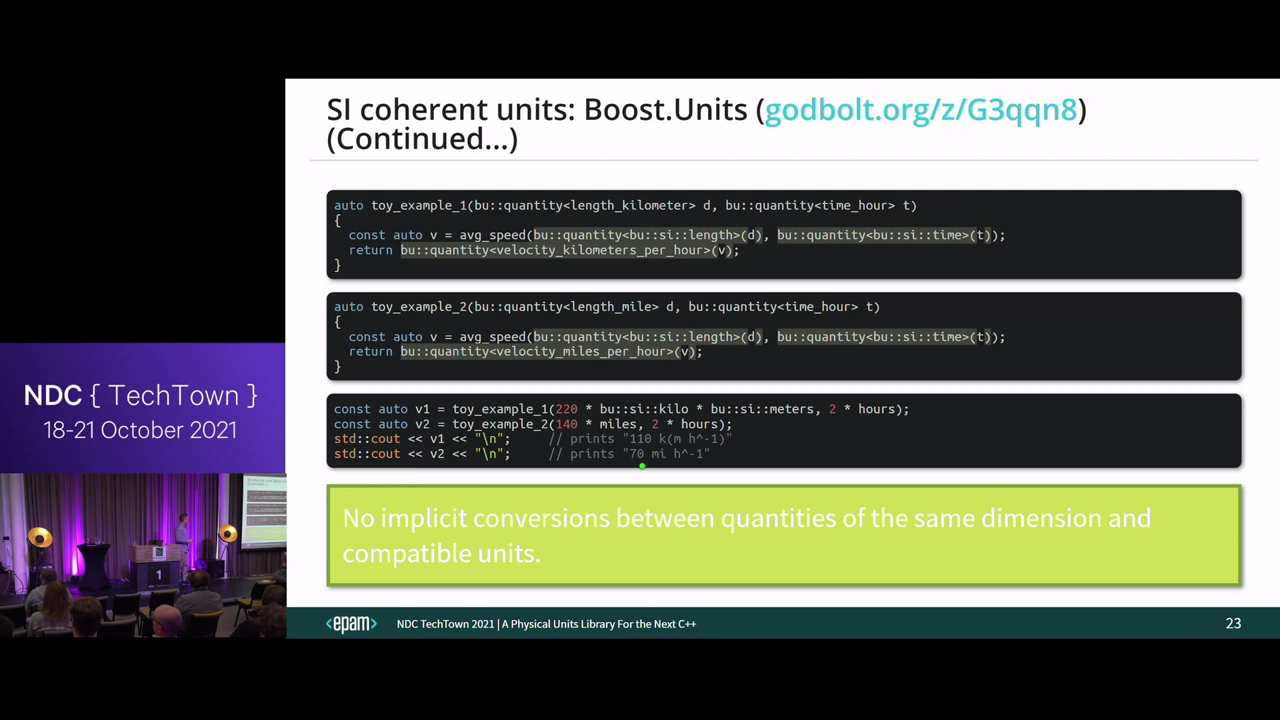 SI coherent units: Boost.Units (godbolt.org/z/G3qqn8)
(Continued...)
auto toy_example_1(bu::quantity<length_kilometer> d, bu::quantity<time_hour> t)
{
  const auto v = avg_speed(bu::quantity<bu::si::length>(d), bu::quantity<bu::si::time>(t));
  return bu::quantity<velocity_kilometers_per_hour>(v);
}
auto toy_example_2(bu::quantity<length_mile> d, bu::quantity<time_hour> t)
{
  const auto v = avg_speed(bu::quantity<bu::si::length>(d), bu::quantity<bu::si::time>(t));
  return bu::quantity<velocity_miles_per_hour>(v);
}
const auto v1 = toy_example_1(220 * bu::si::kilo * bu::si::meters, 2 * hours);
const auto v2 = toy_example_2(140 * miles, 2 * hours);
std::cout << v1 << "\n";     // prints "110 k(m h^-1)"
std::cout << v2 << "\n";     // prints "70 mi h^-1"
No implicit conversions between quantities of the same dimension and
compatible units.
NDC { TechTown }
18-21 October 2021
1
<epam> NDC TechTown 2021 | A Physical Units Library For the Next C++ 23